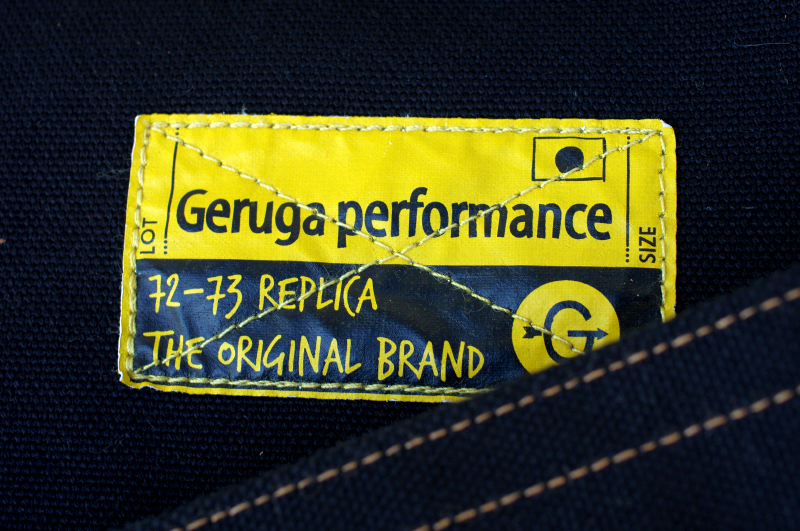 LOT
Geruga performance
SIZE
72-73 REPLICA
THE ORIGINAL BRAND
G